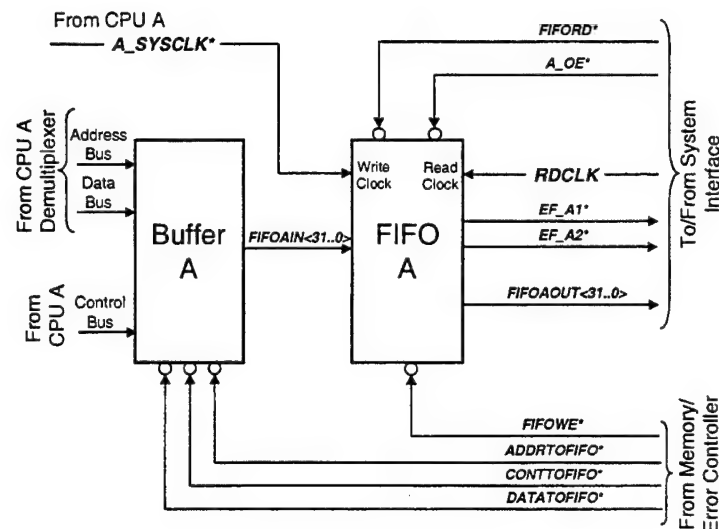 From CPU A
A_SYSCLK*
FIFORD*
A_OE*
From CPU A
Demultiplexer
Address
Bus
Data
Bus
Write
Clock
Read
Clock
RDCLK
EF_A1*
EF_A2*
Buffer
A
FIFOAIN<31..0>
FIFO
A
FIFOAOUT<31..0>
To/From System
Interface
From
CPU A
Control
Bus
FIFOWE*
ADDRTOFIFO*
CONTTOFIFO*
DATATOFIFO*
From Memory/
Error Controller